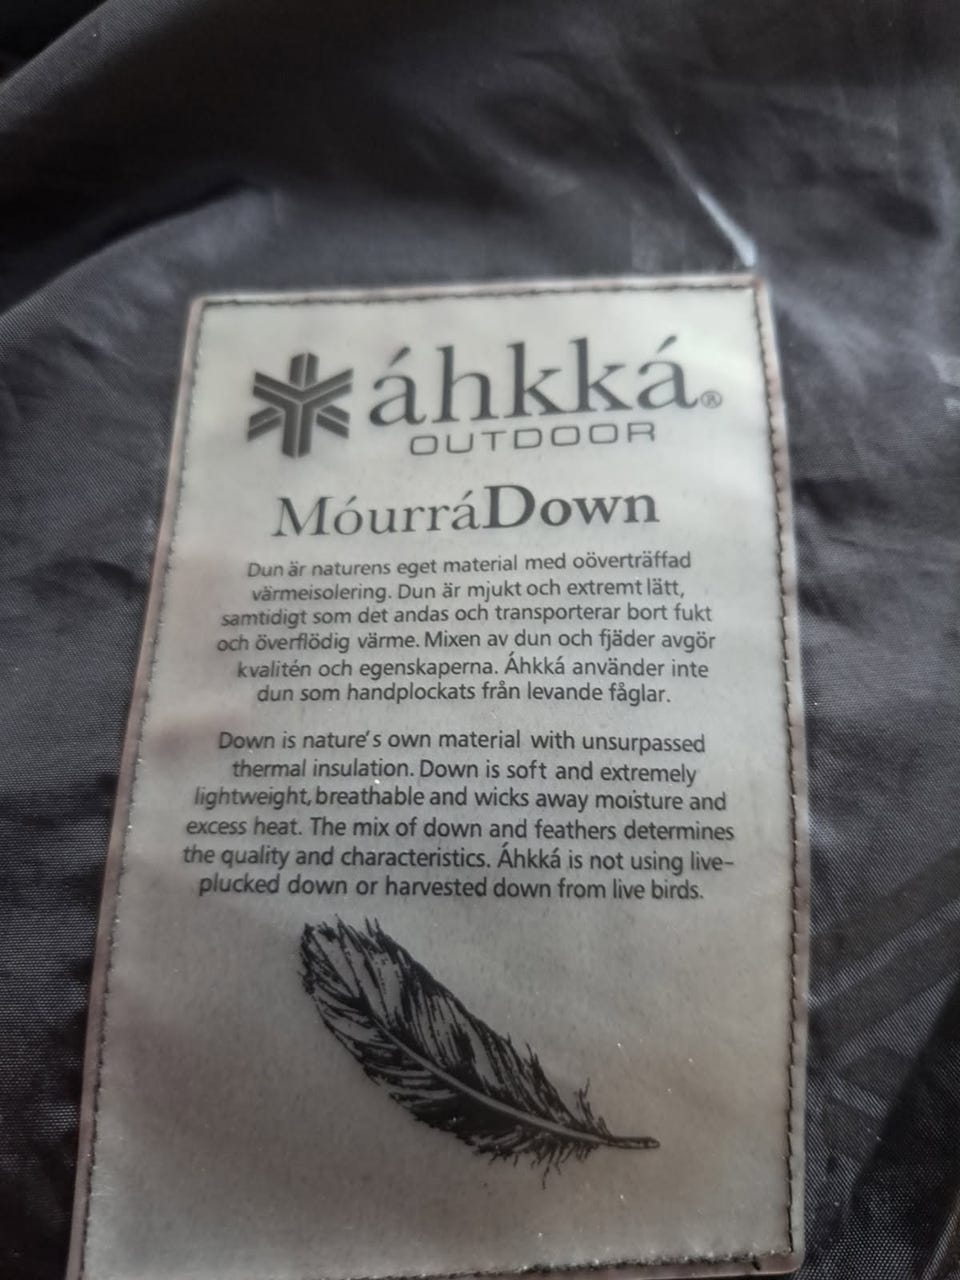 áhkká®
OUTDOOR
MóurráDown
Dun är naturens eget material med oöverträffad
värmeisolering. Dun är mjukt och extremt lätt,
samtidigt som det andas och transporterar bort fukt
och överflödig värme. Mixen av dun och fjäder avgör
kvalitén och egenskaperna. Áhkká använder inte
dun som handplockats från levande fåglar.
Down is nature's own material with unsurpassed
thermal insulation. Down is soft and extremely
lightweight, breathable and wicks away moisture and
excess heat. The mix of down and feathers determines
the quality and characteristics. Áhkká is not using live-
plucked down or harvested down from live birds.